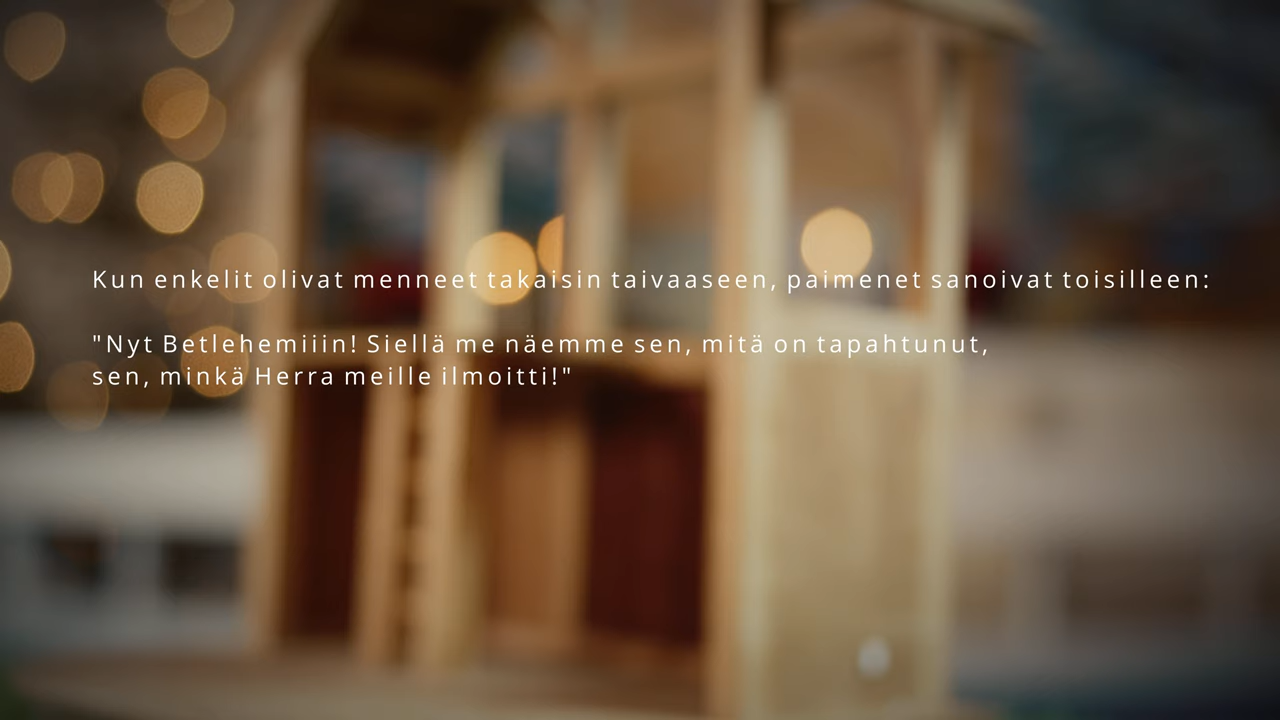 Kun enkelit olivat menneet takaisin taivaaseen, paimenet sanoivat toisilleen:
"Nyt Betlehemiiin! Siellä me näemme sen, mitä on tapahtunut,
sen, minkä Herra meille ilmoitti!"